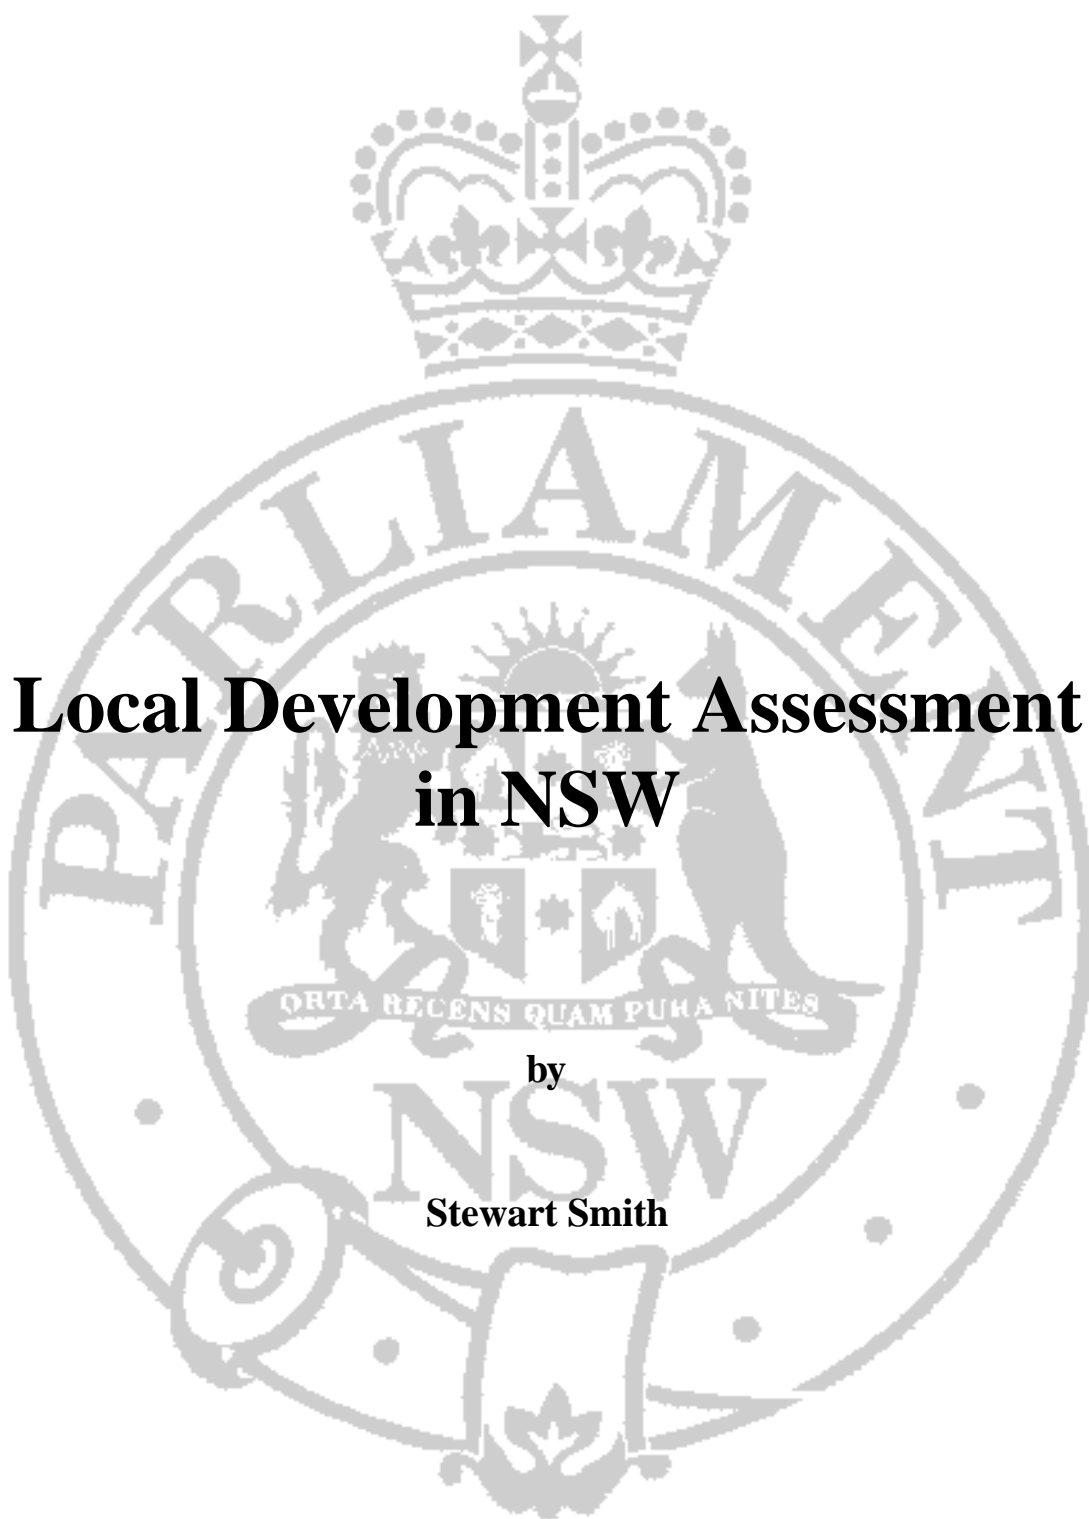 PARLIAMENT
Local Development Assessment
in NSW
ORTA RECENS QUAM PURA NITES
by
NSW
Stewart Smith